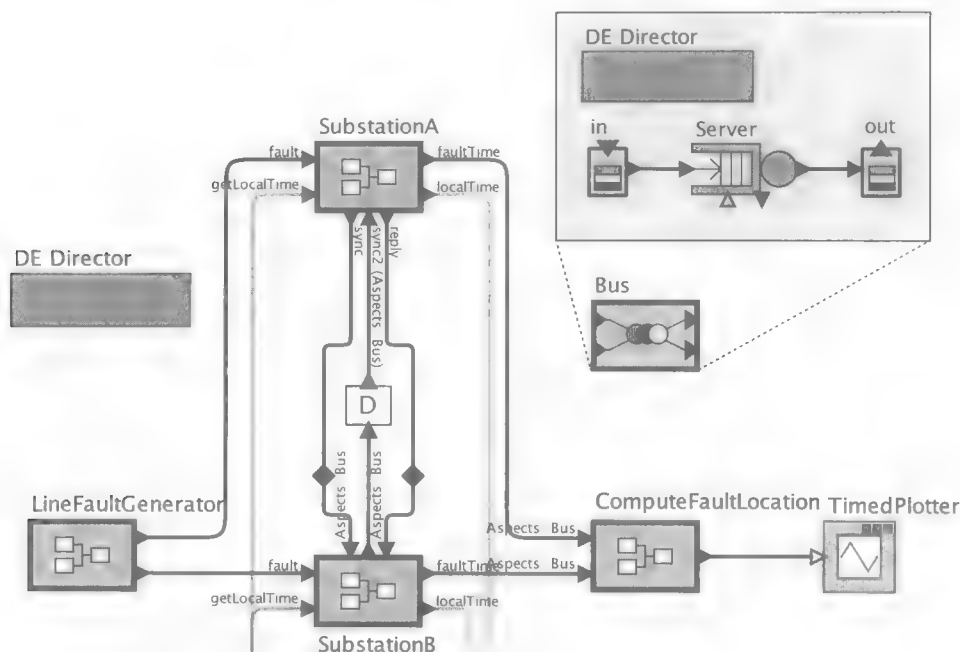 DE Director
in
Server
out
SubstationA
fault
faultTime
getLocalTime
localTime
sync
sync2 (Aspects Bus)
reply
DE Director
Bus
D
Aspects Bus
Aspects Bus
LineFaultGenerator
ComputeFaultLocation
TimedPlotter
Aspects Bus
fault
faultTime
Aspects Bus
getLocalTime
localTime
SubstationB